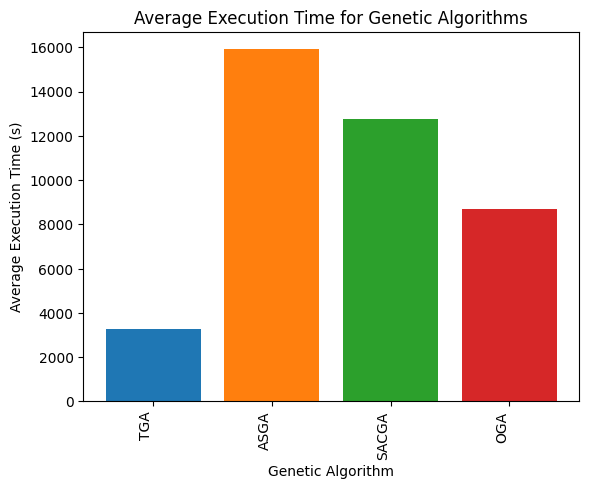 Average Execution Time for Genetic Algorithms
Average Execution Time (s)
16000
14000
12000
10000
8000
6000
4000
2000
0
TGA
ASGA
SACGA
OGA
Genetic Algorithm